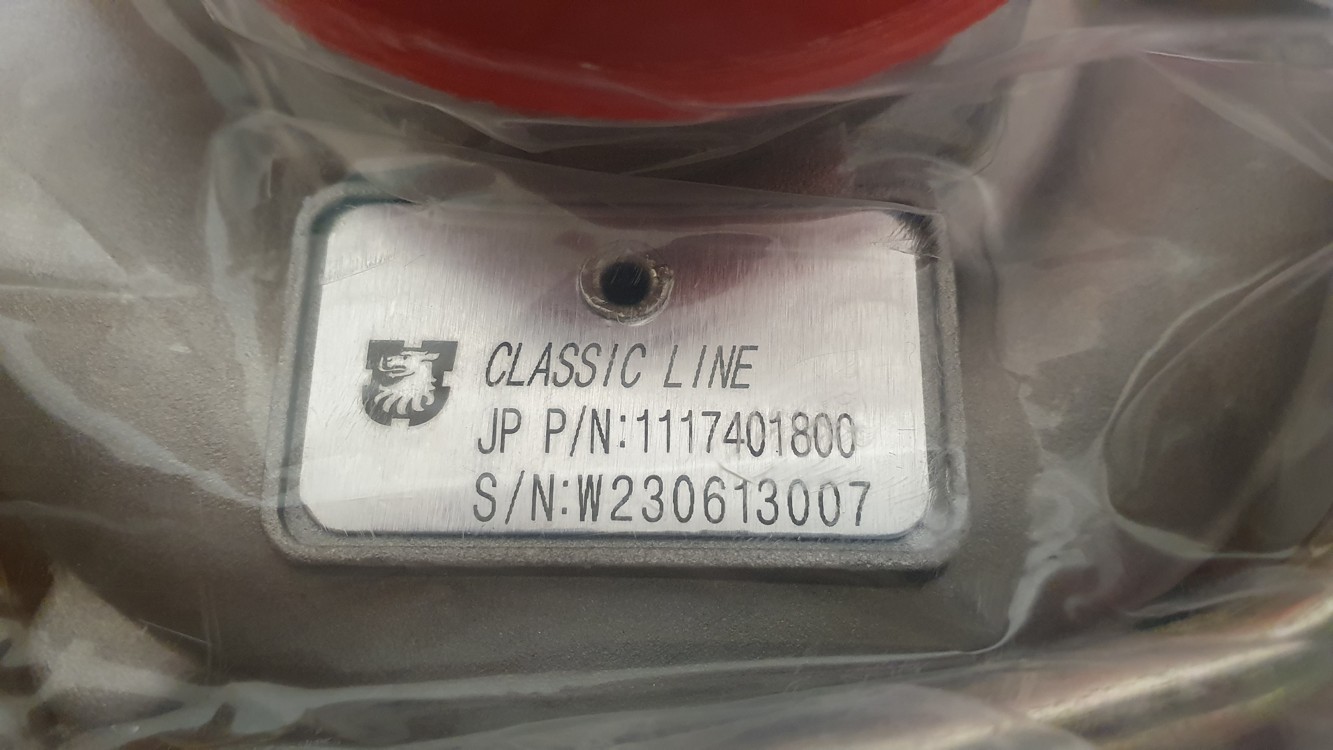 CLASSIC LINE
JP P/N:1117401800
S/N:W230613007